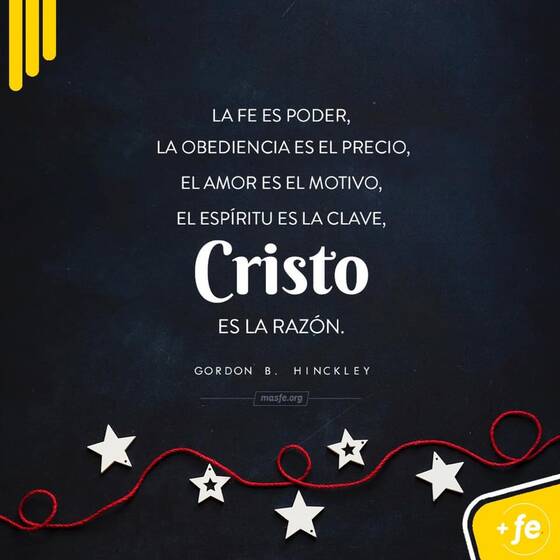 LA FE ES PODER,
LA OBEDIENCIA ES EL PRECIO,
EL AMOR ES EL MOTIVO,
EL ESPÍRITU ES LA CLAVE,
Cristo
ES LA RAZÓN.
GORDON B. HINCKLEY
masfe.org
+fe